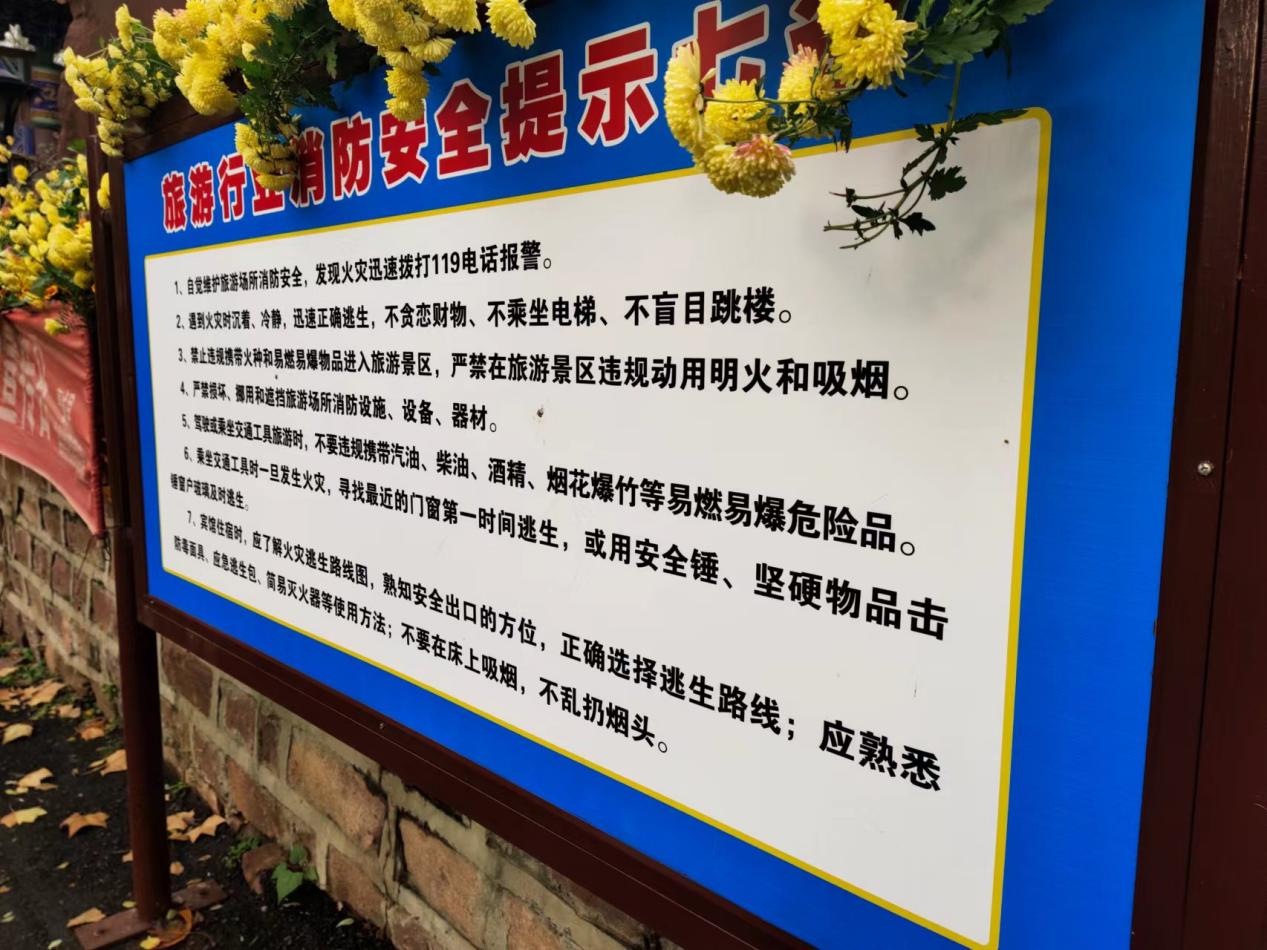 旅游行业消防安全提示七
1、自觉维护旅游场所消防安全，发现火灾迅速拨打119电话报警。
2、遇到火灾时沉着、冷静，迅速正确逃生，不贪恋财物、不乘坐电梯、不盲目跳楼。
3、禁止违规携带火种和易燃易爆物品进入旅游景区，严禁在旅游景区违规动用明火和吸烟。
4、严禁损坏、挪用和遮挡旅游场所消防设施、设备、器材。
5、驾驶或乘坐交通工具旅游时，不要违规携带汽油、柴油、酒精、烟花爆竹等易燃易爆危险品。
6、乘坐交通工具时一旦发生火灾，寻找最近的门窗第一时间逃生，或用安全锤、坚硬物品击
锤窗户玻璃及时逃生。
7、宾馆住宿时，应了解火灾逃生路线图，熟知安全出口的方位，正确选择逃生路线；应熟悉
防毒面具、应急逃生包、简易灭火器等使用方法；不要在床上吸烟，不乱扔烟头。